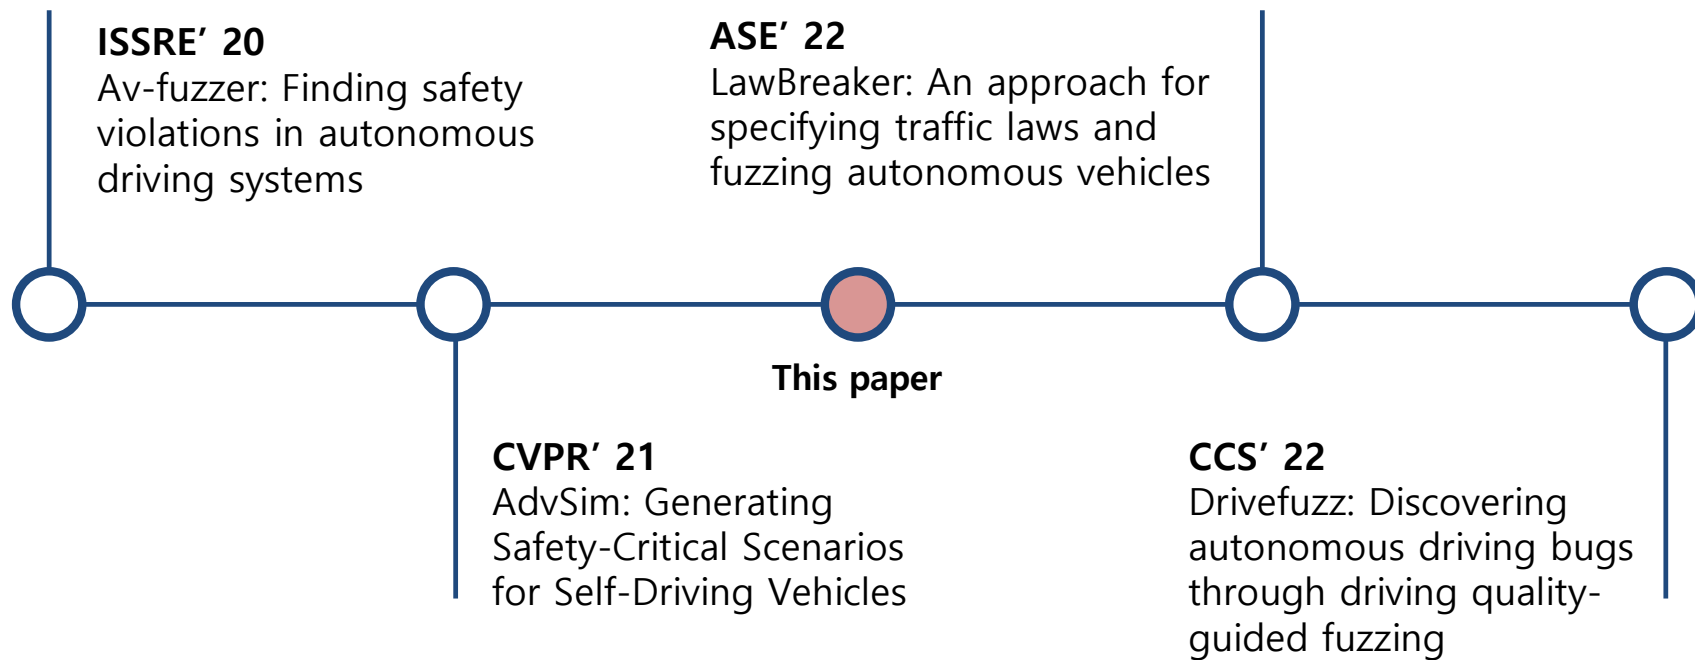 ISSRE’ 20
Av-fuzzer: Finding safety
violations in autonomous
driving systems
ASE’ 22
LawBreaker: An approach for
specifying traffic laws and
fuzzing autonomous vehicles
This paper
CVPR’ 21
AdvSim: Generating
Safety-Critical Scenarios
for Self-Driving Vehicles
CCS’ 22
Drivefuzz: Discovering
autonomous driving bugs
through driving quality-
guided fuzzing